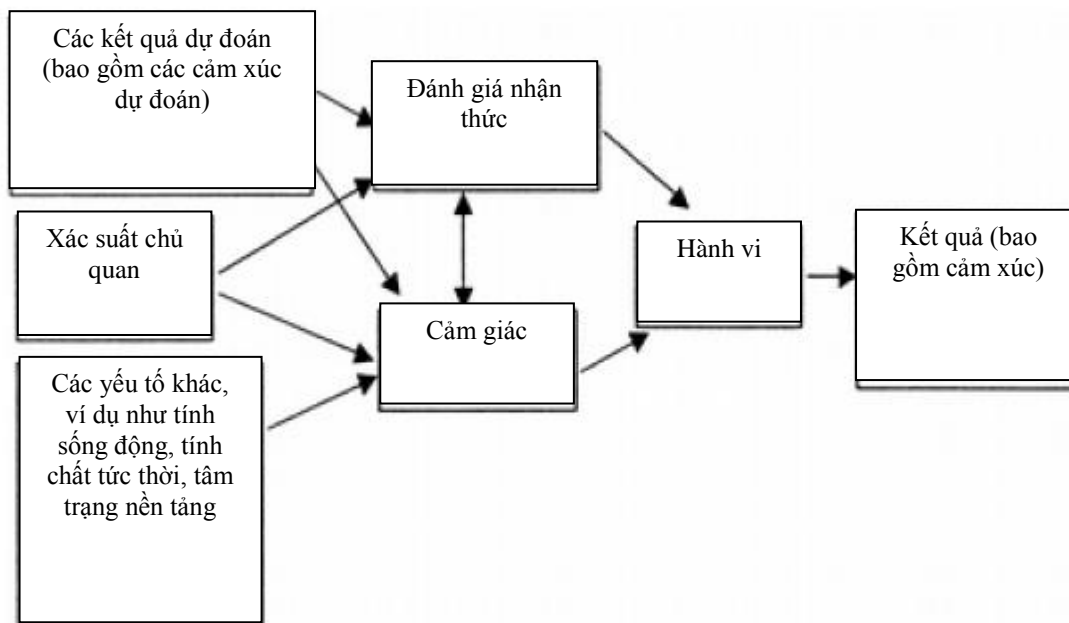 Các kết quả dự đoán
(bao gồm các cảm xúc
dự đoán)
Đánh giá nhận
thức
Xác suất chủ
quan
Hành vi
Kết quả (bao
gồm cảm xúc)
Cảm giác
Các yếu tố khác,
ví dụ như tính
sống động, tính
chất tức thời, tâm
trạng nền tảng